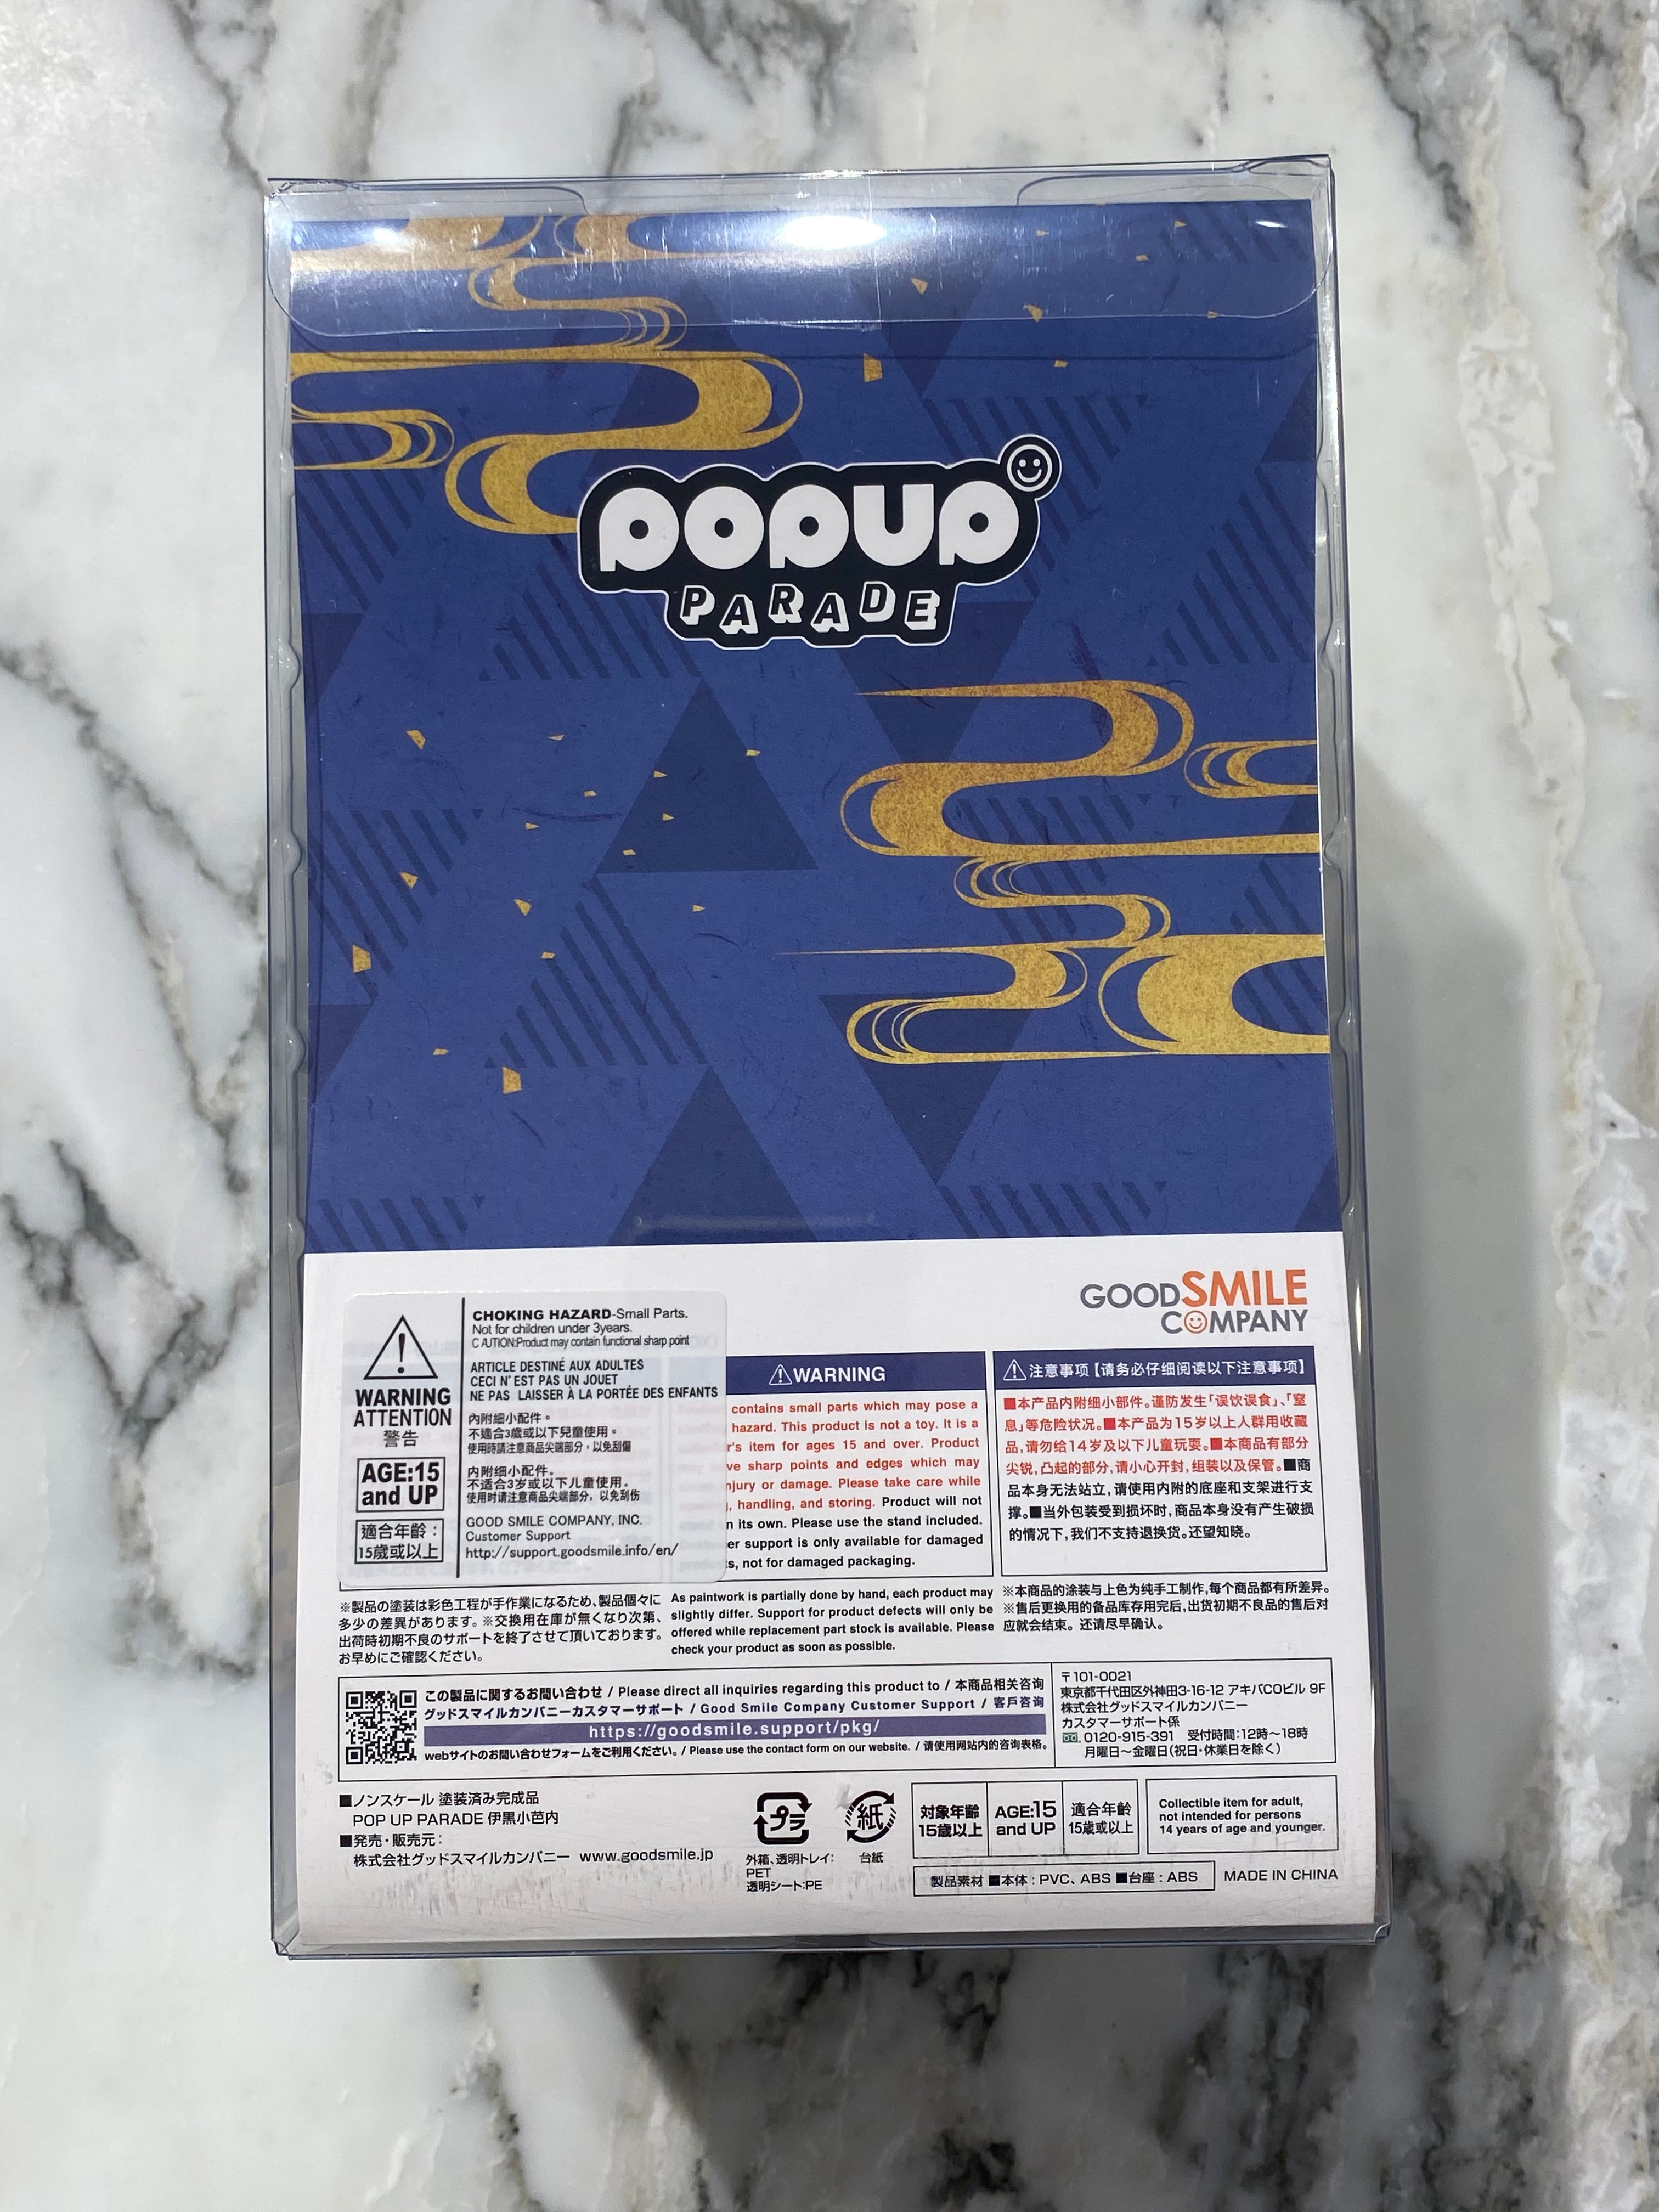 POPUP
PARADE
GOODSMILE
COMPANY
WARNING
ATTENTION
警告
AGE:15
and UP
適合年齡：
15歲或以上
CHOKING HAZARD-Small Parts.
Not for children under 3years.
C AUTION:Product may contain functional sharp point
ARTICLE DESTINÉ AUX ADULTES
CECI N'EST PAS UN JOUET
NE PAS LAISSER À LA PORTÉE DES ENFANTS
內附細小配件。
不適合3歲或以下兒童使用。
使用時請注意商品尖端部分，以免刮傷
内附细小配件。
不适合3岁或以下儿童使用。
使用时请注意商品尖端部分，以免刮伤
GOOD SMILE COMPANY, INC.
Customer Support
http://support.goodsmile.info/en/
WARNING
contains small parts which may pose a
hazard. This product is not a toy. It is a
r's item for ages 15 and over. Product
ve sharp points and edges which may
njury or damage. Please take care while
, handling, and storing. Product will not
n its own. Please use the stand included.
er support is only available for damaged
s, not for damaged packaging.
注意事项【请务必仔细阅读以下注意事项】
■本产品内附细小部件。谨防发生「误饮误食」、「窒
息」等危险状况。■本产品为15岁以上人群用收藏
品,请勿给14岁及以下儿童玩耍。■本商品有部分
尖锐,凸起的部分,请小心开封,组装以及保管。■商
品本身无法站立,请使用内附的底座和支架进行支
撑。■当外包装受到损坏时,商品本身没有产生破损
的情况下,我们不支持退换货。还望知晓。
※製品の塗装は彩色工程が手作業になるため、製品個々に
多少の差異があります。※交換用在庫が無くなり次第、
出荷時初期不良のサポートを終了させて頂いております。
お早めにご確認ください。
As paintwork is partially done by hand, each product may
slightly differ. Support for product defects will only be
offered while replacement part stock is available. Please
check your product as soon as possible.
※本商品的涂装与上色为纯手工制作,每个商品都有所差异。
※售后更换用的备品库存用完后,出货初期不良品的售后对
应就会结束。还请尽早确认。
この製品に関するお問い合わせ / Please direct all inquiries regarding this product to / 本商品相关咨询
グッドスマイルカンパニーカスタマーサポート / Good Smile Company Customer Support / 客戶咨询
https://goodsmile.support/pkg/
webサイトのお問い合わせフォームをご利用ください。/ Please use the contact form on our website. / 请使用网站内的咨询表格。
〒101-0021
東京都千代田区外神田3-16-12 アキバCOビル 9F
株式会社グッドスマイルカンパニー
カスタマーサポート係
0120-915-391 受付時間：12時～18時
月曜日～金曜日(祝日・休業日を除く)
■ノンスケール 塗装済み完成品
POP UP PARADE 伊黒小芭内
■発売・販売元：
株式会社グッドスマイルカンパニー www.goodsmile.jp
プラ
外箱、透明トレイ：
PET
透明シート：PE
紙
台紙
対象年齢
15歳以上
AGE:15
and UP
適合年齡
15歲或以上
Collectible item for adult,
not intended for persons
14 years of age and younger.
製品素材 ■本体：PVC、ABS ■台座：ABS
MADE IN CHINA